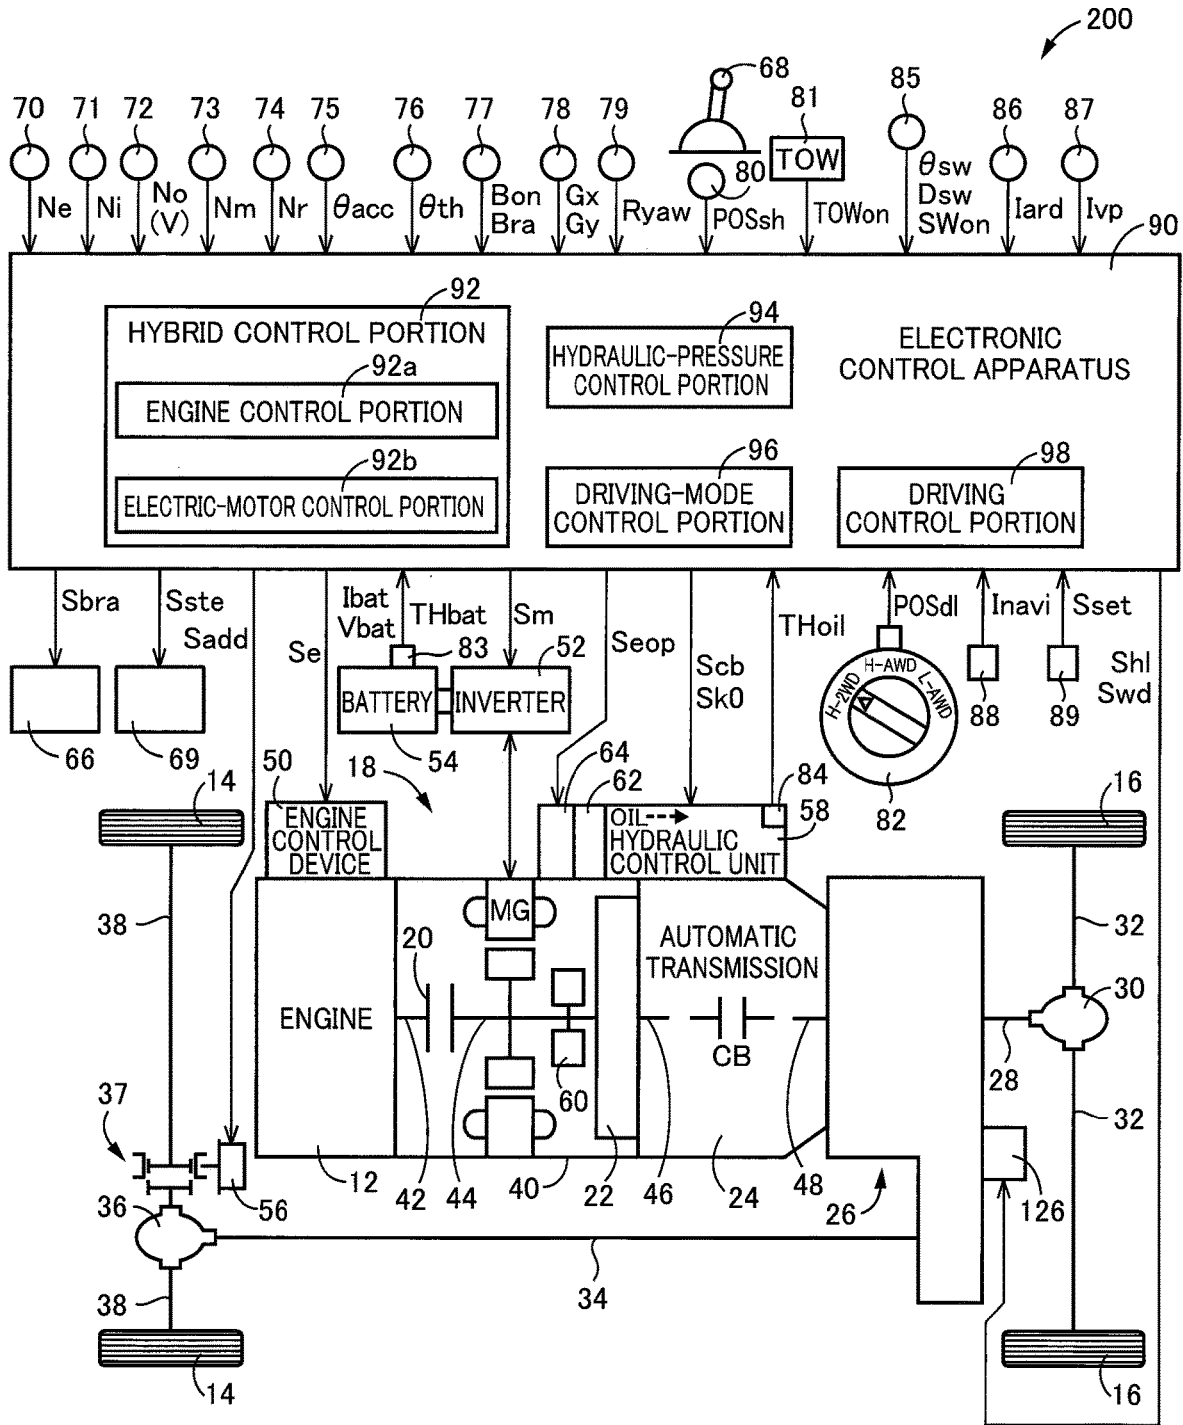 200
70 71 72 73 74 75 76 77 78 79 68 81 85 86 87
TOW
80
Ne Ni No (V) Nm Nr θacc θth Bon Bra Gx Gy Ryaw POSsh TOWon θsw Dsw SWon Iard Ivp
90
92
HYBRID CONTROL PORTION
92a
ENGINE CONTROL PORTION
92b
ELECTRIC-MOTOR CONTROL PORTION
94
HYDRAULIC-PRESSURE
CONTROL PORTION
96
DRIVING-MODE
CONTROL PORTION
ELECTRONIC
CONTROL APPARATUS
98
DRIVING
CONTROL PORTION
Sbra Sste Sadd Se Ibat Vbat THbat Sm Seop Scb Sk0 THoil POSdl Inavi Sset Shl Swd
83 52
BATTERY
INVERTER
66 69 54
H-2WD H-AWD L-AWD
82 88 89
14 50 18 64 62 84 58 16
ENGINE
CONTROL
DEVICE
OIL
HYDRAULIC
CONTROL UNIT
38 MG 32
20
AUTOMATIC
TRANSMISSION
ENGINE
CB
30
28
60
37 32
56 12 42 44 40 22 46 24 48 26 126
36
34
38
14 16